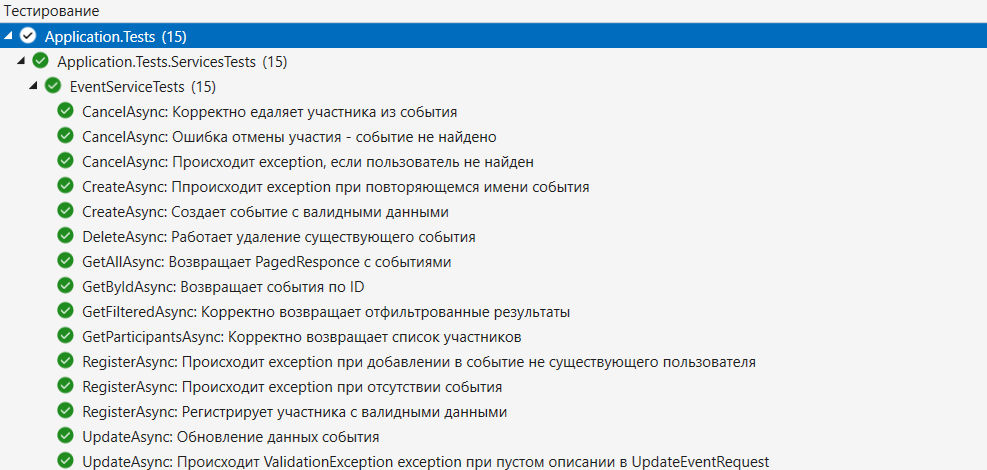 Тестирование
Application.Tests (15)
Application.Tests.ServicesTests (15)
EventServiceTests (15)
CancelAsync: Корректно едаляет участника из события
CancelAsync: Ошибка отмены участия - событие не найдено
CancelAsync: Происходит exception, если пользователь не найден
CreateAsync: Ппроисходит exception при повторяющемся имени события
CreateAsync: Создает событие с валидными данными
DeleteAsync: Работает удаление существующего события
GetAllAsync: Возвращает PagedResponce с событиями
GetByIdAsync: Возвращает события по ID
GetFilteredAsync: Корректно возвращает отфильтрованные результаты
GetParticipantsAsync: Корректно возвращает список участников
RegisterAsync: Происходит exception при добавлении в событие не существующего пользователя
RegisterAsync: Происходит exception при отсутствии события
RegisterAsync: Регистрирует участника с валидными данными
UpdateAsync: Обновление данных события
UpdateAsync: Происходит ValidationException exception при пустом описании в UpdateEventRequest